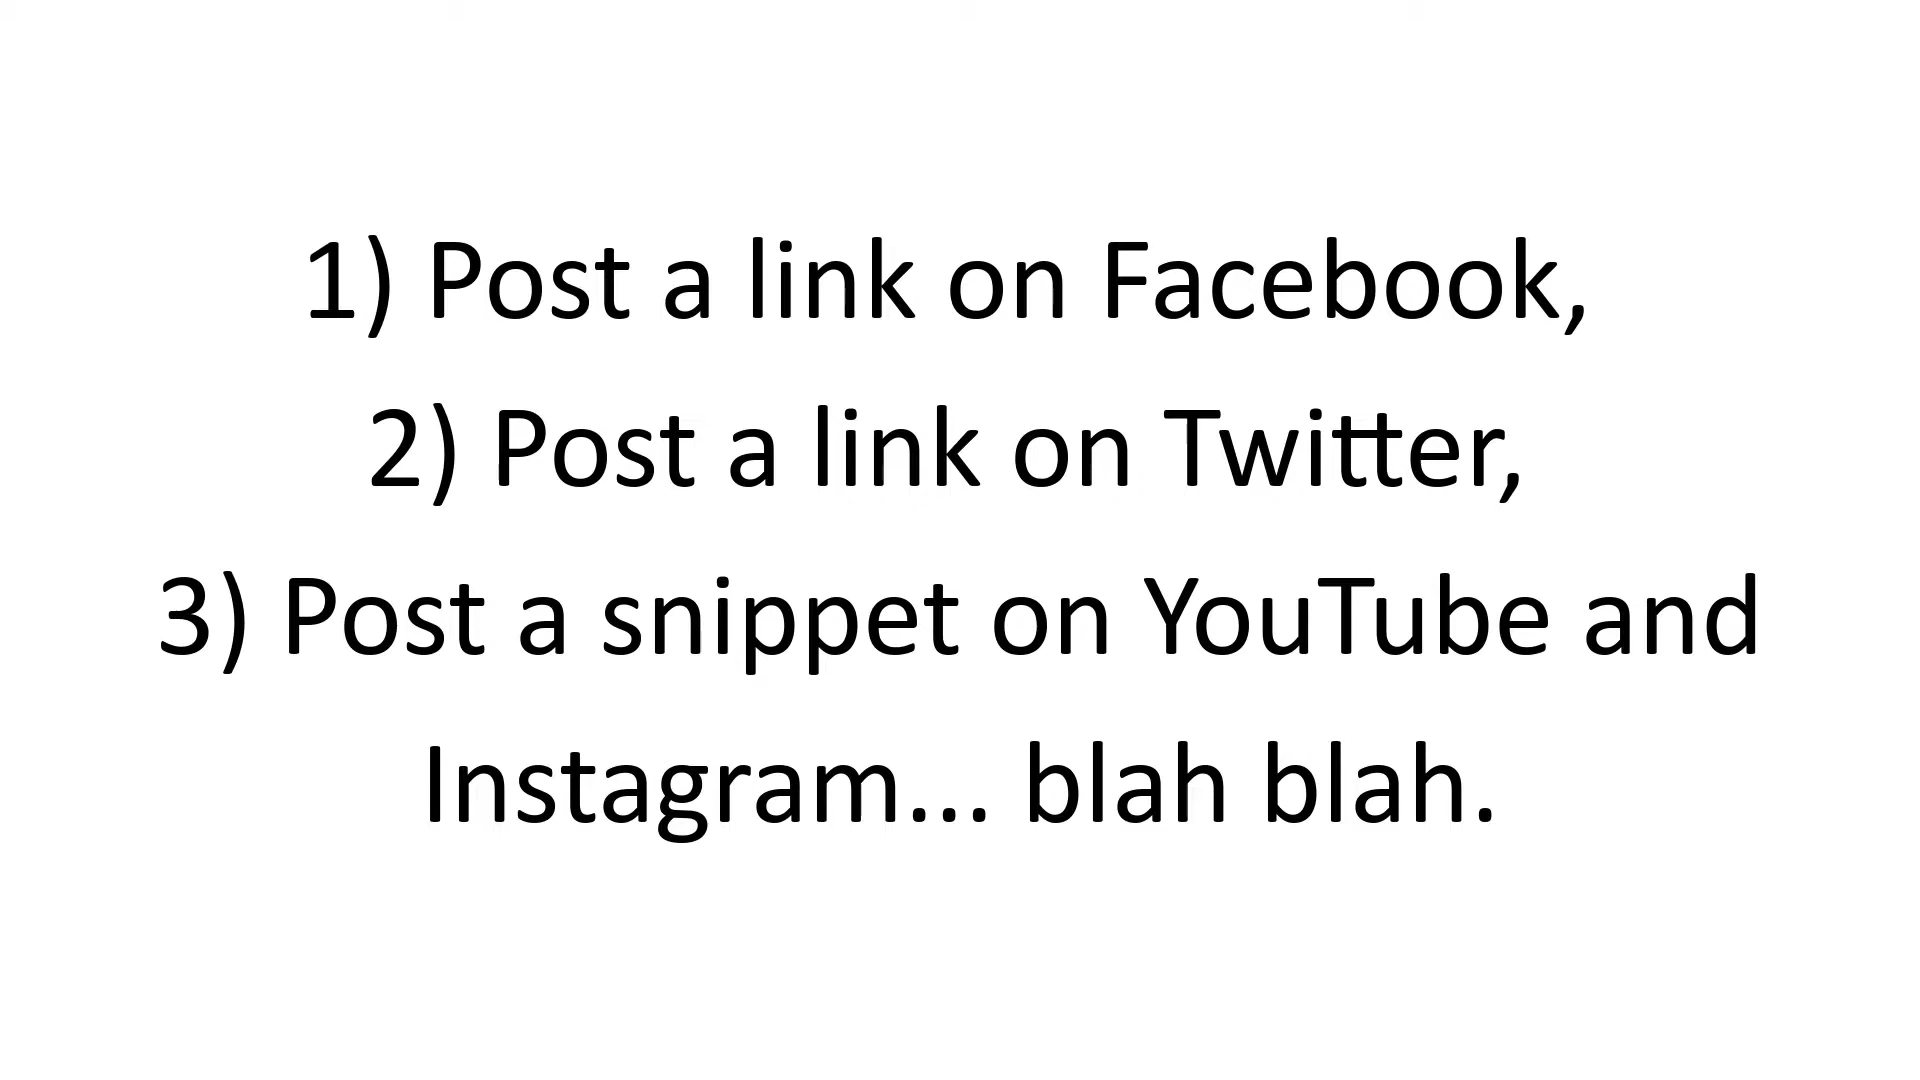 1) Post a link on Facebook,
2) Post a link on Twitter,
3) Post a snippet on YouTube and
Instagram... blah blah.